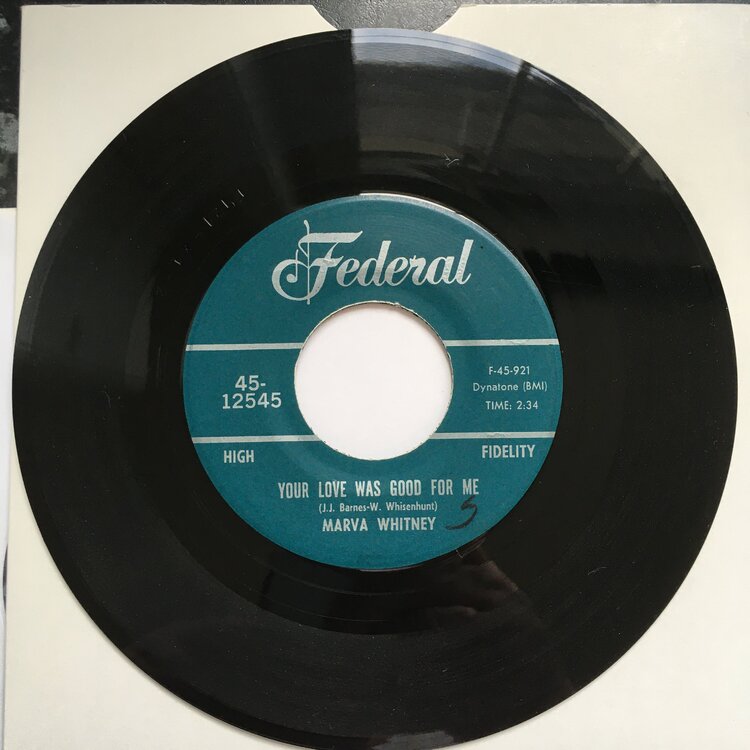 Federal
45-
12545
F-45-921
Dynatone (BMI)
TIME: 2:34
HIGH
FIDELITY
YOUR LOVE WAS GOOD FOR ME
(J.J. Barnes-W. Whisenhunt)
MARVA WHITNEY